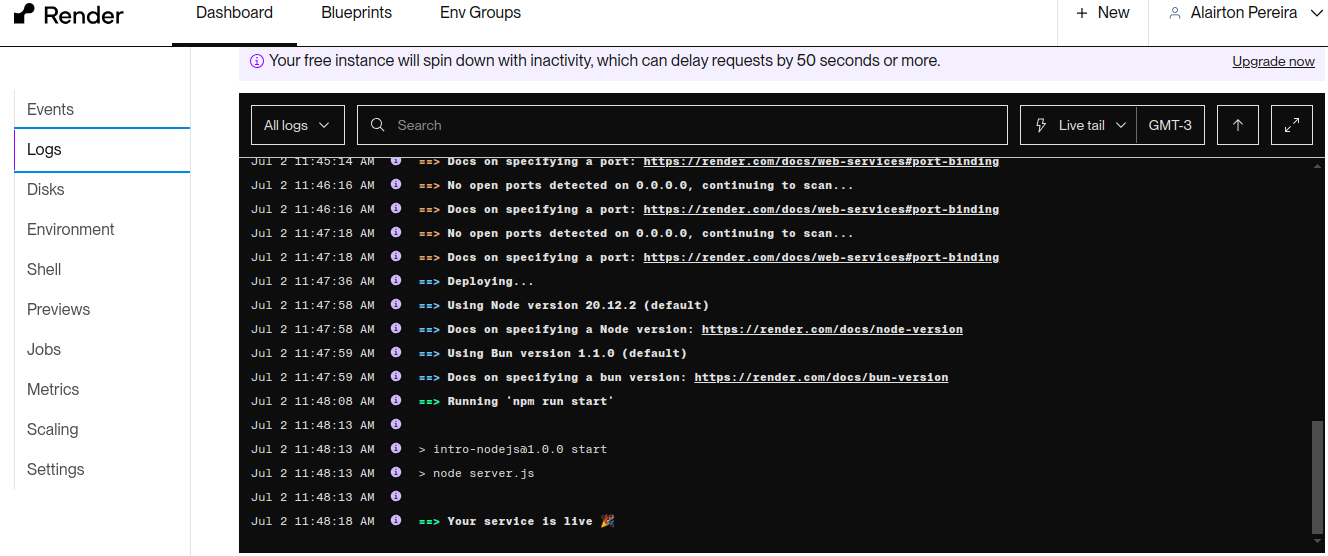 Render Dashboard Blueprints Env Groups + New Alairton Pereira
Your free instance will spin down with inactivity, which can delay requests by 50 seconds or more. Upgrade now
Events
Logs
Disks
Environment
Shell
Previews
Jobs
Metrics
Scaling
Settings
All logs Search Live tail GMT-3
Jul 2 11:45:14 AM ==> Docs on specifying a port: https://render.com/docs/web-services#port-binding
Jul 2 11:46:16 AM ==> No open ports detected on 0.0.0.0, continuing to scan...
Jul 2 11:46:16 AM ==> Docs on specifying a port: https://render.com/docs/web-services#port-binding
Jul 2 11:47:18 AM ==> No open ports detected on 0.0.0.0, continuing to scan...
Jul 2 11:47:18 AM ==> Docs on specifying a port: https://render.com/docs/web-services#port-binding
Jul 2 11:47:36 AM ==> Deploying...
Jul 2 11:47:58 AM ==> Using Node version 20.12.2 (default)
Jul 2 11:47:58 AM ==> Docs on specifying a Node version: https://render.com/docs/node-version
Jul 2 11:47:59 AM ==> Using Bun version 1.1.0 (default)
Jul 2 11:47:59 AM ==> Docs on specifying a bun version: https://render.com/docs/bun-version
Jul 2 11:48:08 AM ==> Running 'npm run start'
Jul 2 11:48:13 AM
Jul 2 11:48:13 AM > intro-nodejs@1.0.0 start
Jul 2 11:48:13 AM > node server.js
Jul 2 11:48:13 AM
Jul 2 11:48:18 AM ==> Your service is live 🎉